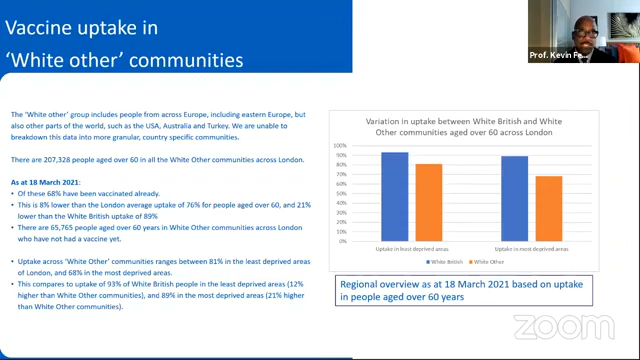 Vaccine uptake in
'White other' communities
Prof. Kevin Fe...
The 'White other' group includes people from across Europe, including eastern Europe, but
also other parts of the world, such as the USA, Australia and Turkey. We are unable to
breakdown this data into more granular, country specific communities.
There are 207,328 people aged over 60 in all the White Other communities across London.
As at 18 March 2021:
• Of these 68% have been vaccinated already.
• This is 8% lower than the London average uptake of 76% for people aged over 60, and 21%
lower than the White British uptake of 89%
• There are 65,765 people aged over 60 years in White Other communities across London
who have not had a vaccine yet.
• Uptake across 'White Other' communities ranges between 81% in the least deprived areas
of London, and 68% in the most deprived areas.
• This compares to uptake of 93% of White British people in the least deprived areas (12%
higher than White Other communities), and 89% in the most deprived areas (21% higher
than White Other communities).
Variation in uptake between White British and White
Other communities aged over 60 across London
100%
90%
80%
70%
60%
50%
40%
30%
20%
10%
0%
Uptake in least deprived areas
Uptake in most deprived areas
White British
White Other
Regional overview as at 18 March 2021 based on uptake
in people aged over 60 years
zoom